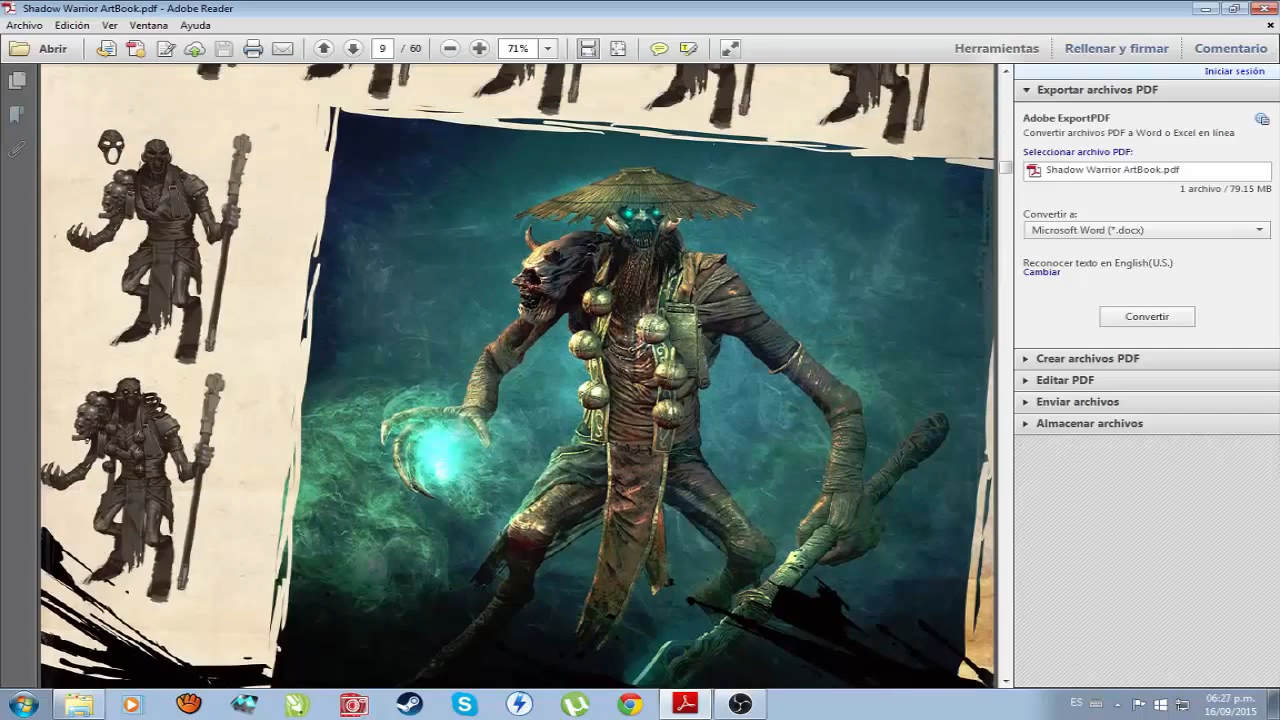 Shadow Warrior ArtBook.pdf - Adobe Reader
Archivo Edición Ver Ventana Ayuda
Abrir 9 / 60 71% Herramientas Rellenar y firmar Comentario
Iniciar sesión
Exportar archivos PDF
Adobe ExportPDF
Convertir archivos PDF a Word o Excel en línea
Seleccionar archivo PDF:
Shadow Warrior ArtBook.pdf
1 archivo / 79.15 MB
Convertir a:
Microsoft Word (*.docx)
Reconocer texto en English(U.S.)
Cambiar
Convertir
Crear archivos PDF
Editar PDF
Enviar archivos
Almacenar archivos
ES 06:27 p.m.
16/09/2015